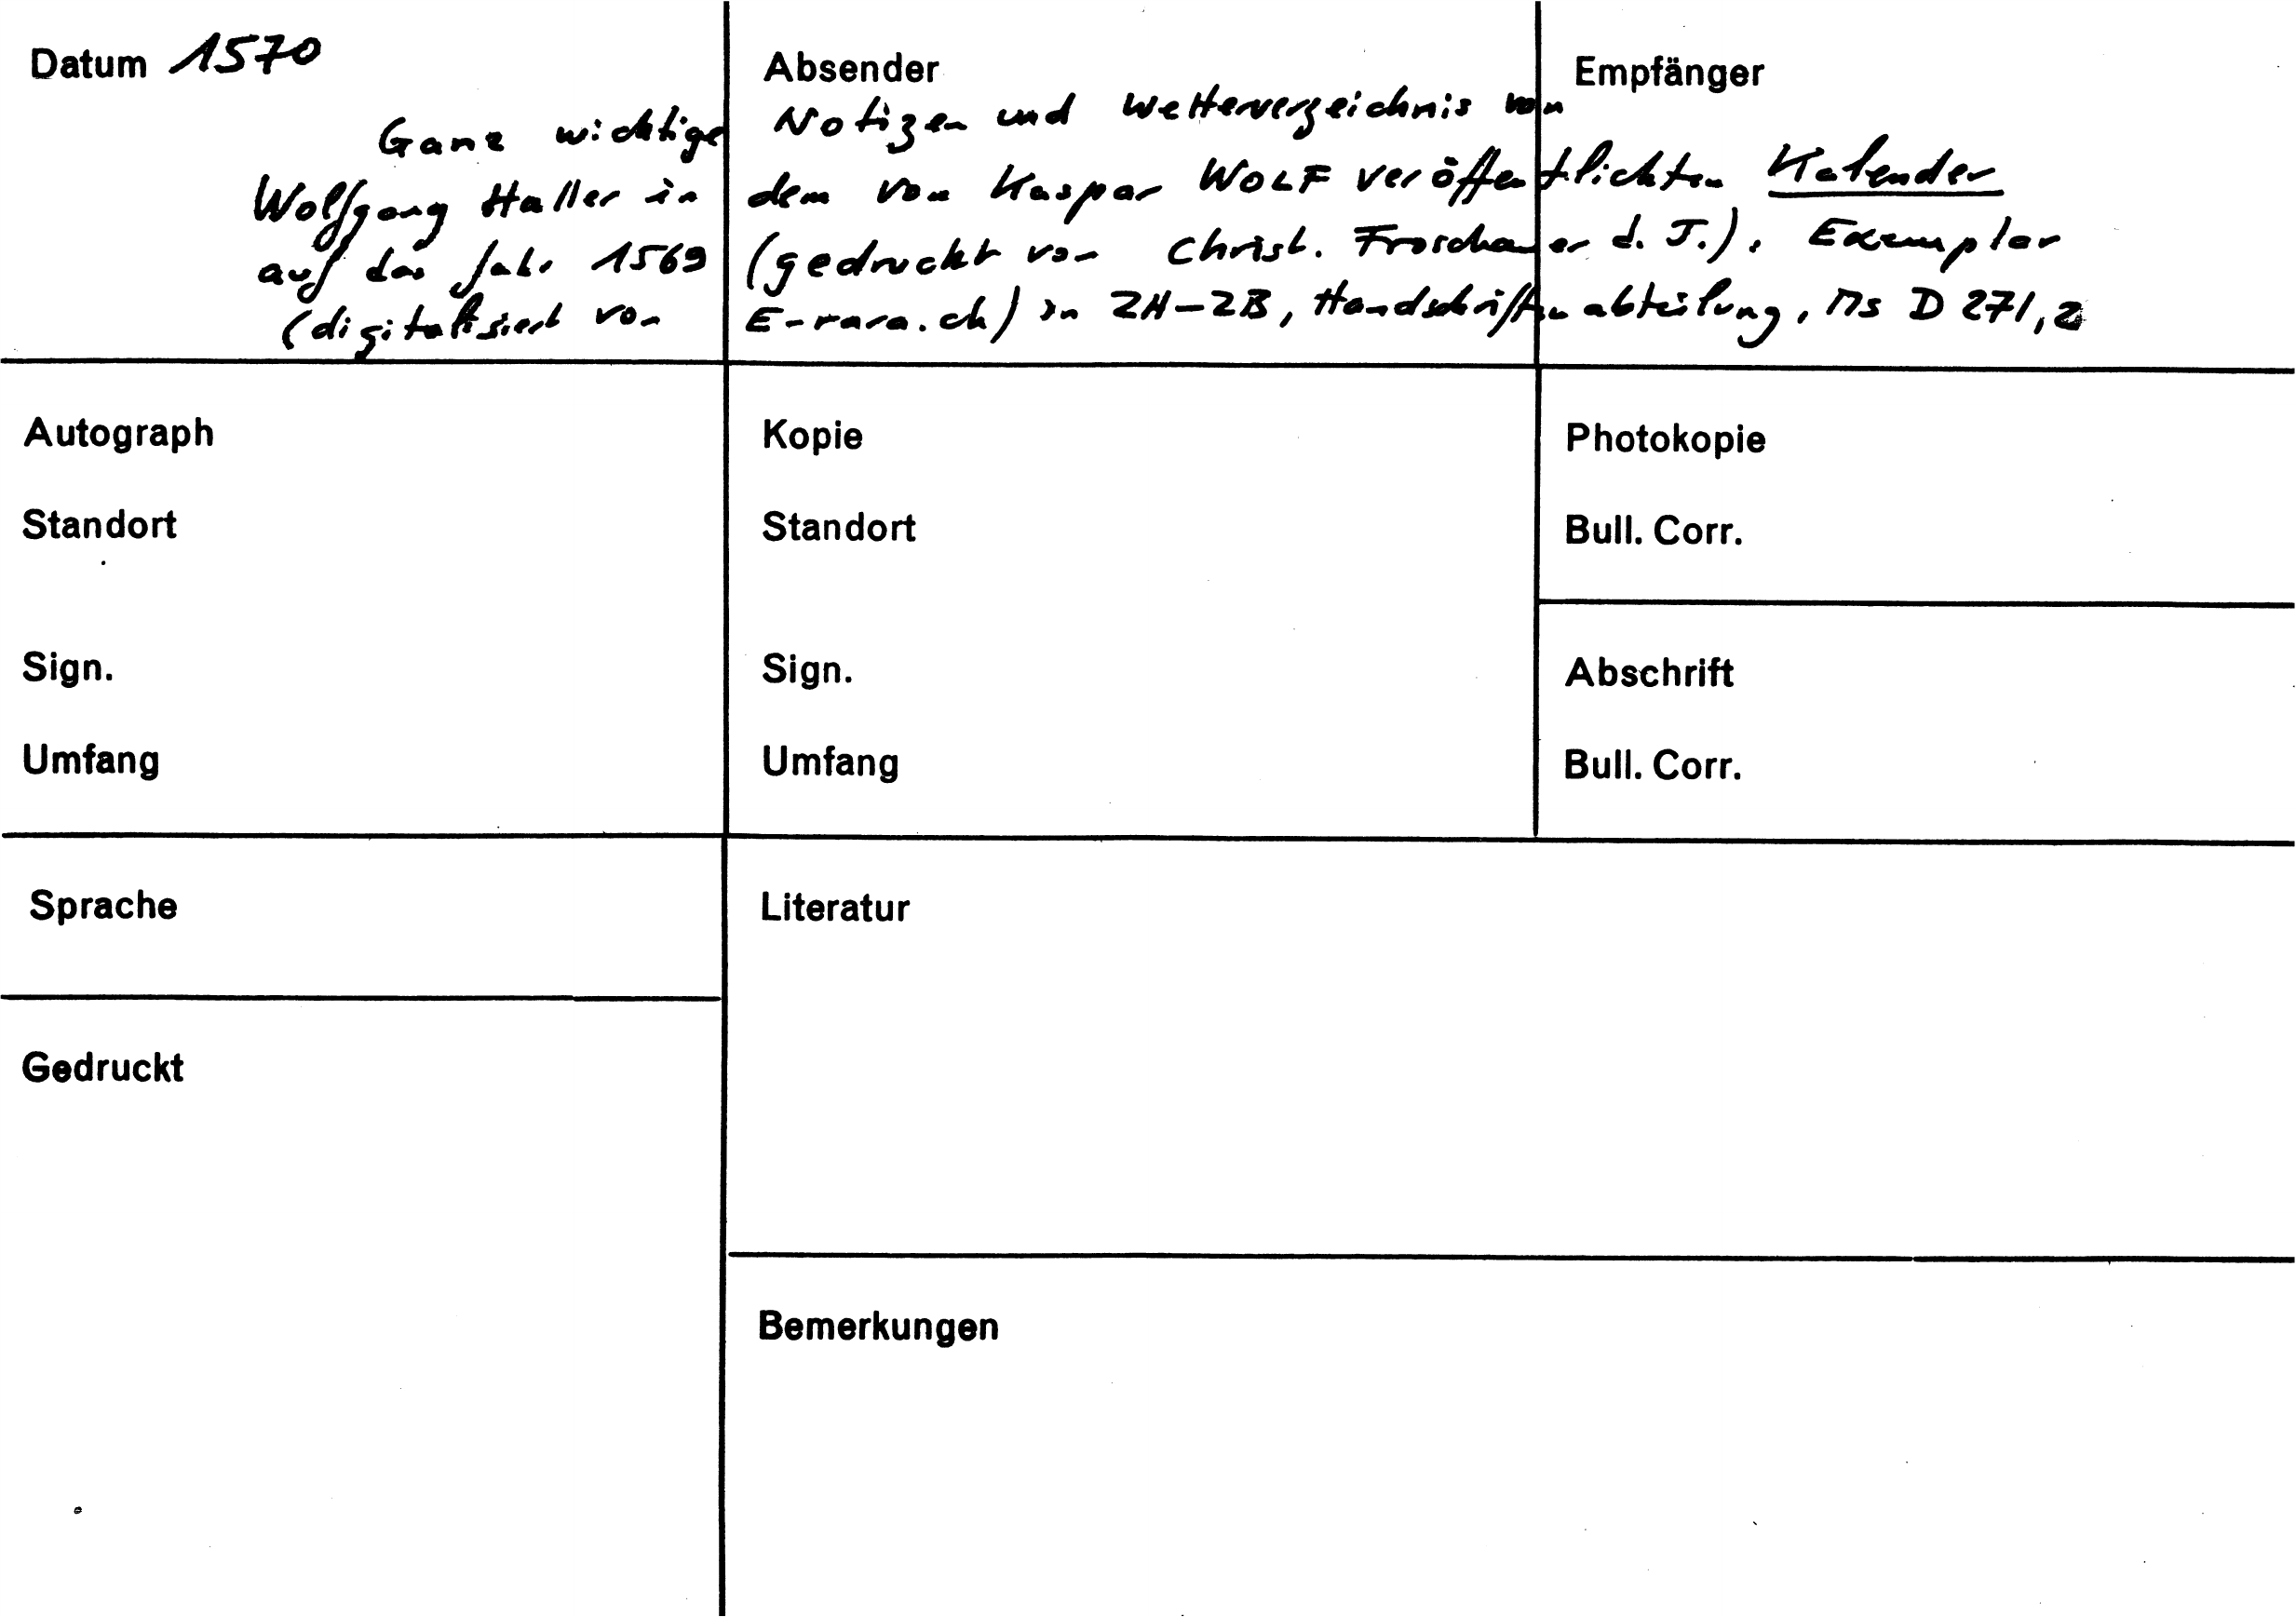 Datum 1570
Absender
Empfänger
Ganz wichtige Notizen und Wetterverzeichnis von
Wolfgang Haller in dem von Kaspar WOLF veröffentlichten Kalender
auf das Jahr 1569 (gedruckt von Christ. Froschauer d. J.). Exemplar
(digitalisiert von E-rara.ch) in ZH-ZB, Handschriftenabteilung, Ms D 271,2
Autograph
Kopie
Photokopie
Standort
Standort
Bull. Corr.
Sign.
Sign.
Abschrift
Umfang
Umfang
Bull. Corr.
Sprache
Literatur
Gedruckt
Bemerkungen